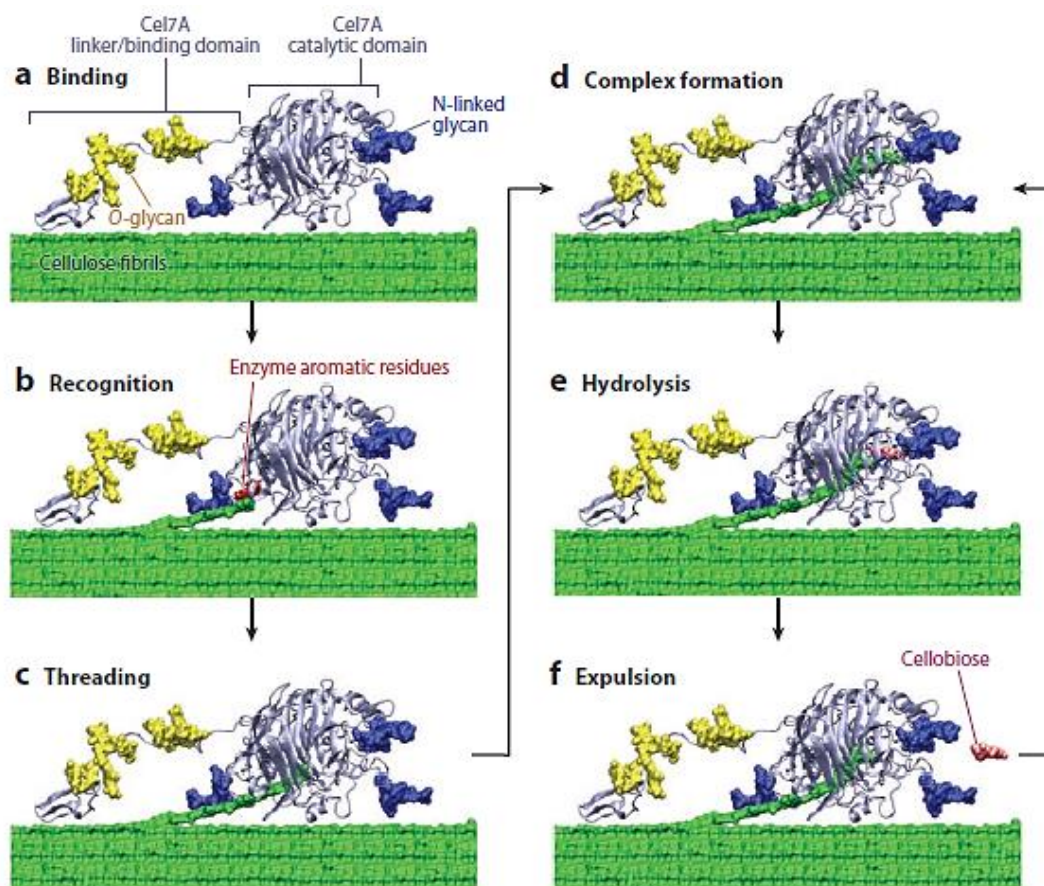 Cel7A
linker/binding domain
Cel7A
catalytic domain
a Binding
N-linked
glycan
O-glycan
Cellulose fibrils
b Recognition
Enzyme aromatic residues
c Threading
d Complex formation
e Hydrolysis
f Expulsion
Cellobiose